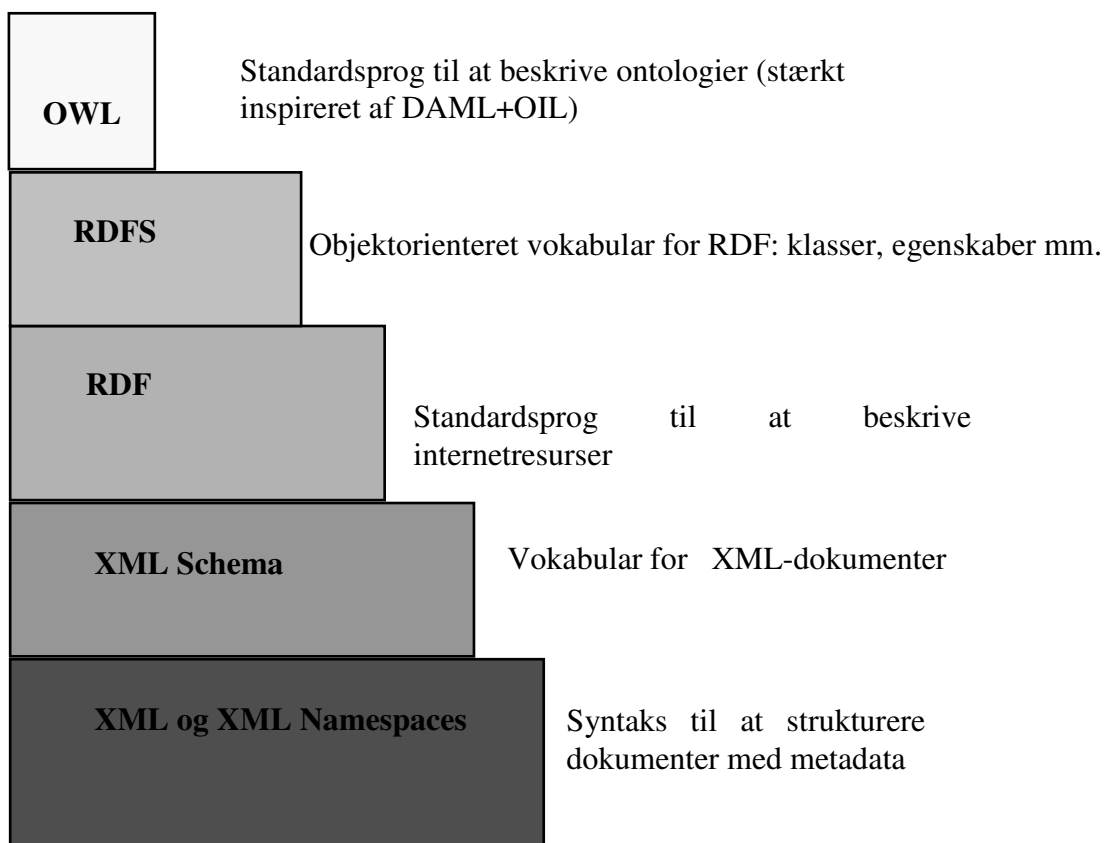 Standardsprog til at beskrive ontologier (stærkt
inspireret af DAML+OIL)
OWL
RDFS
Objektorienteret vokabular for RDF: klasser, egenskaber mm.
RDF
Standardsprog til at beskrive
internetresurser
XML Schema
Vokabular for XML-dokumenter
XML og XML Namespaces
Syntaks til at strukturere
dokumenter med metadata